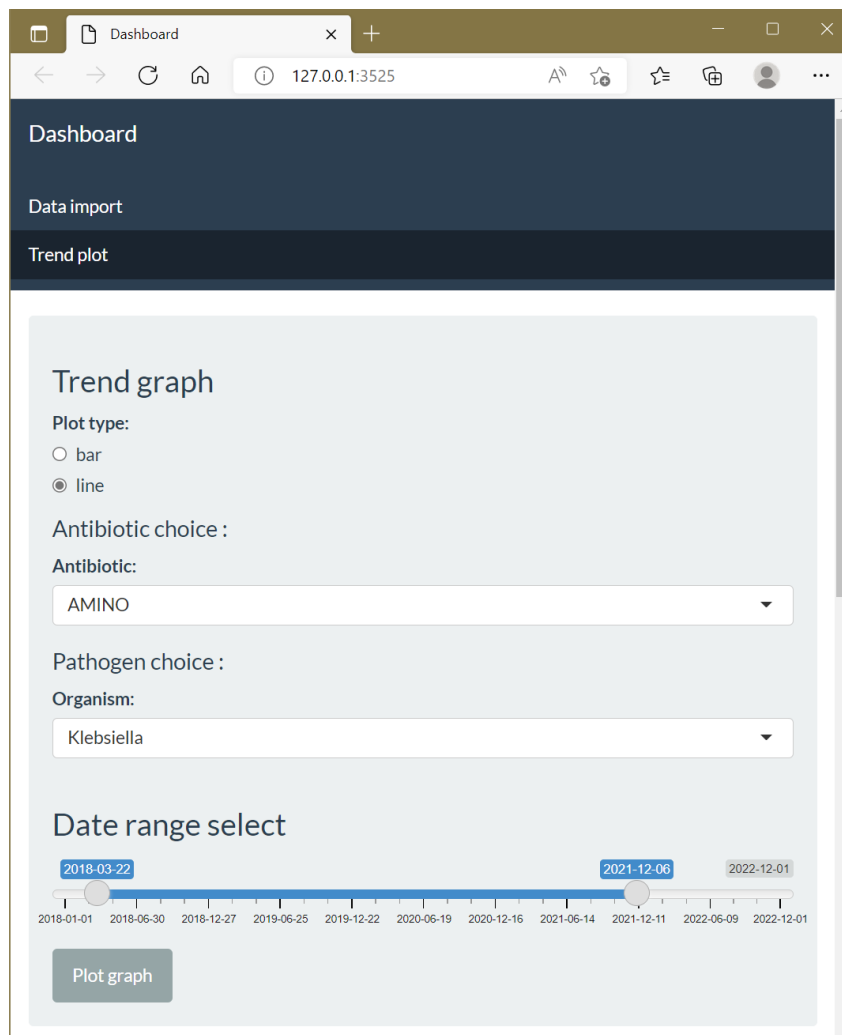 Dashboard
127.0.0.1:3525
Dashboard
Data import
Trend plot
Trend graph
Plot type:
bar
line
Antibiotic choice :
Antibiotic:
AMINO
Pathogen choice :
Organism:
Klebsiella
Date range select
2018-03-22 2021-12-06 2022-12-01
2018-01-01 2018-06-30 2018-12-27 2019-06-25 2019-12-22 2020-06-19 2020-12-16 2021-06-14 2021-12-11 2022-06-09 2022-12-01
Plot graph